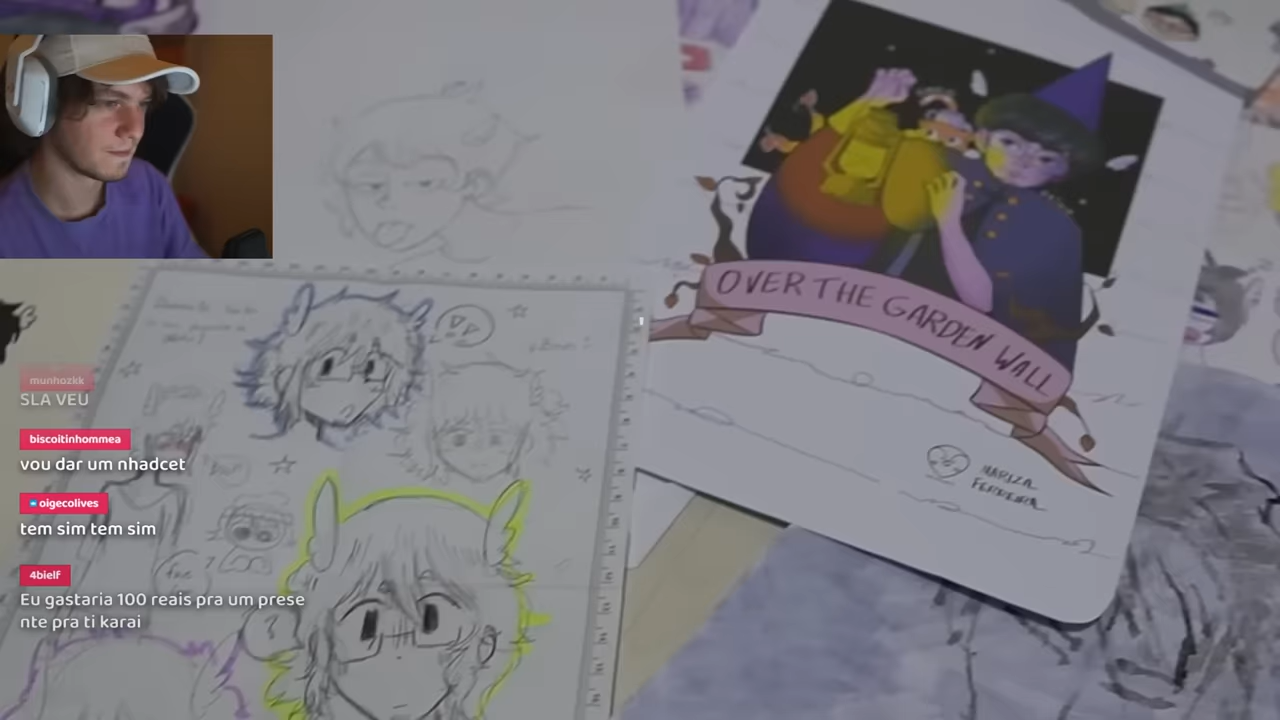 OVER THE GARDEN WALL
MARIZA
FERREIRA
munhozkk
SLA VEU
biscoitinhommea
vou dar um nhadcet
oigecolives
tem sim tem sim
4bielf
Eu gastaria 100 reais pra um prese
nte pra ti karai